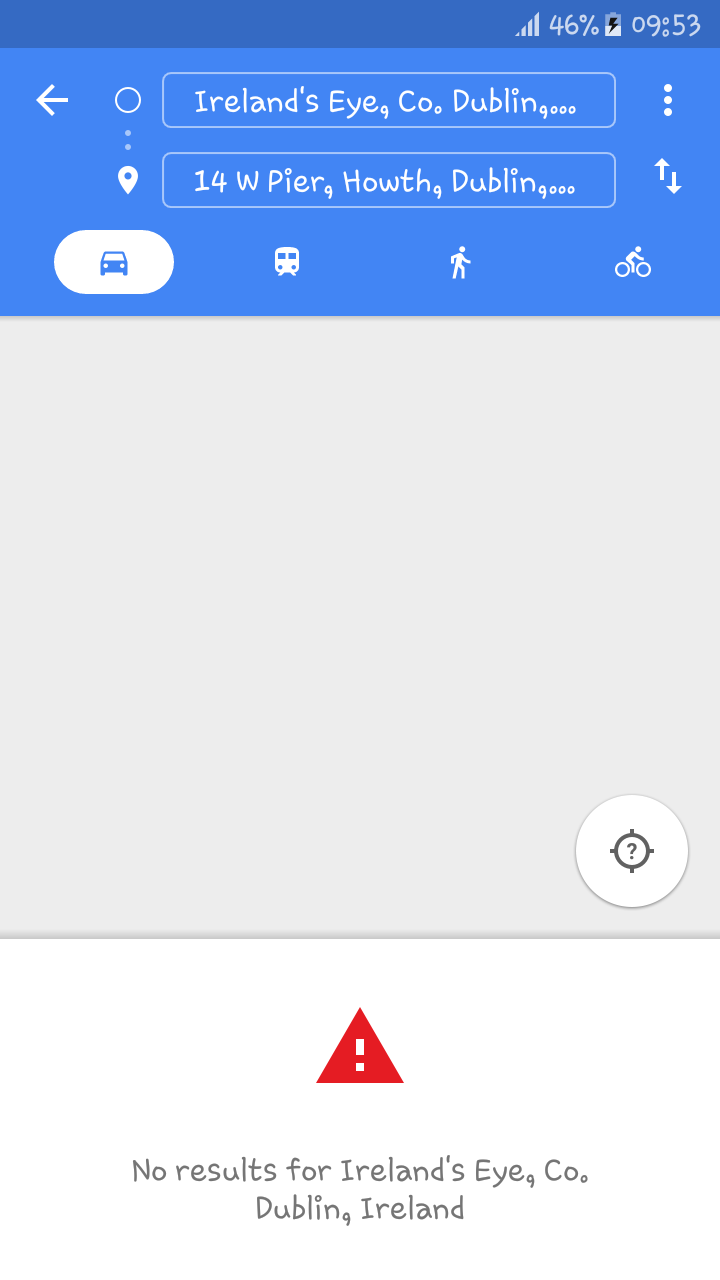 46% 09:53
Ireland's Eye, Co. Dublin,...
14 W Pier, Howth, Dublin,...
?
No results for Ireland's Eye, Co.
Dublin, Ireland